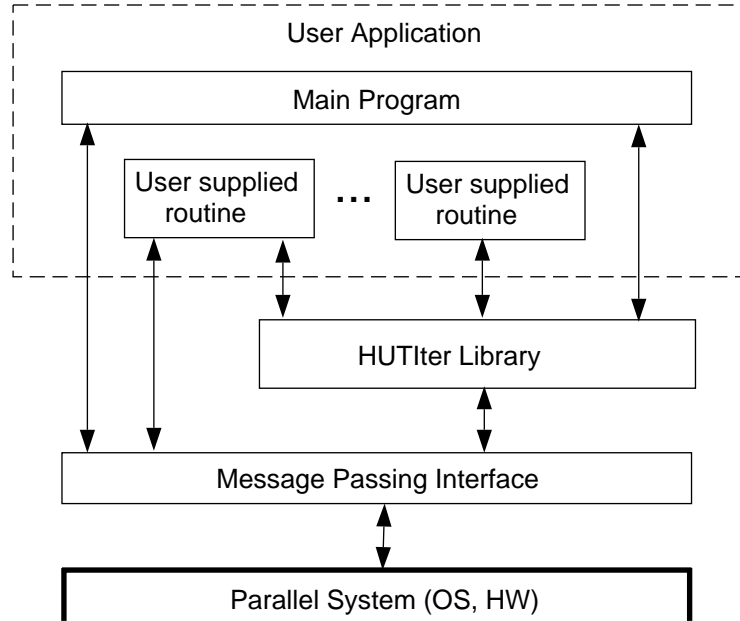 User Application
Main Program
User supplied
routine
...
User supplied
routine
HUTIter Library
Message Passing Interface
Parallel System (OS, HW)